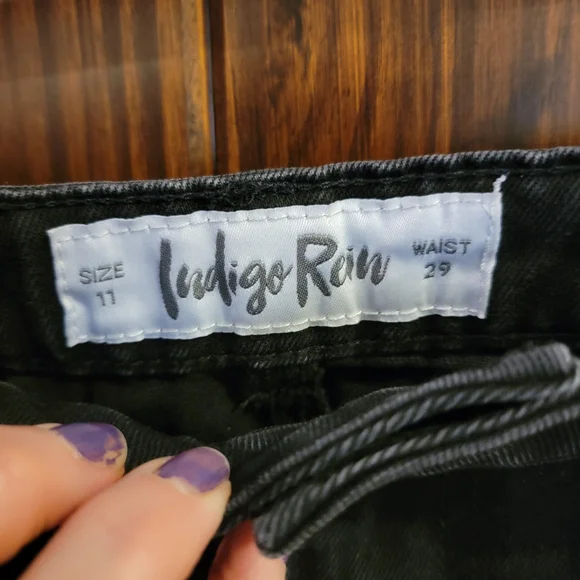 SIZE
11
Indigo Rein
WAIST
29